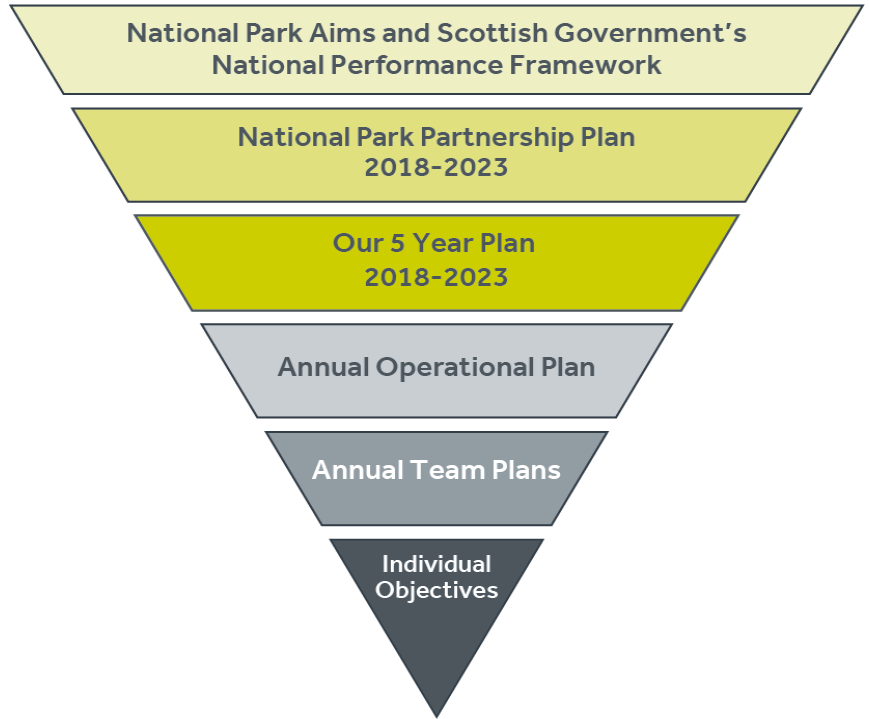 National Park Aims and Scottish Government’s
National Performance Framework
National Park Partnership Plan
2018-2023
Our 5 Year Plan
2018-2023
Annual Operational Plan
Annual Team Plans
Individual
Objectives